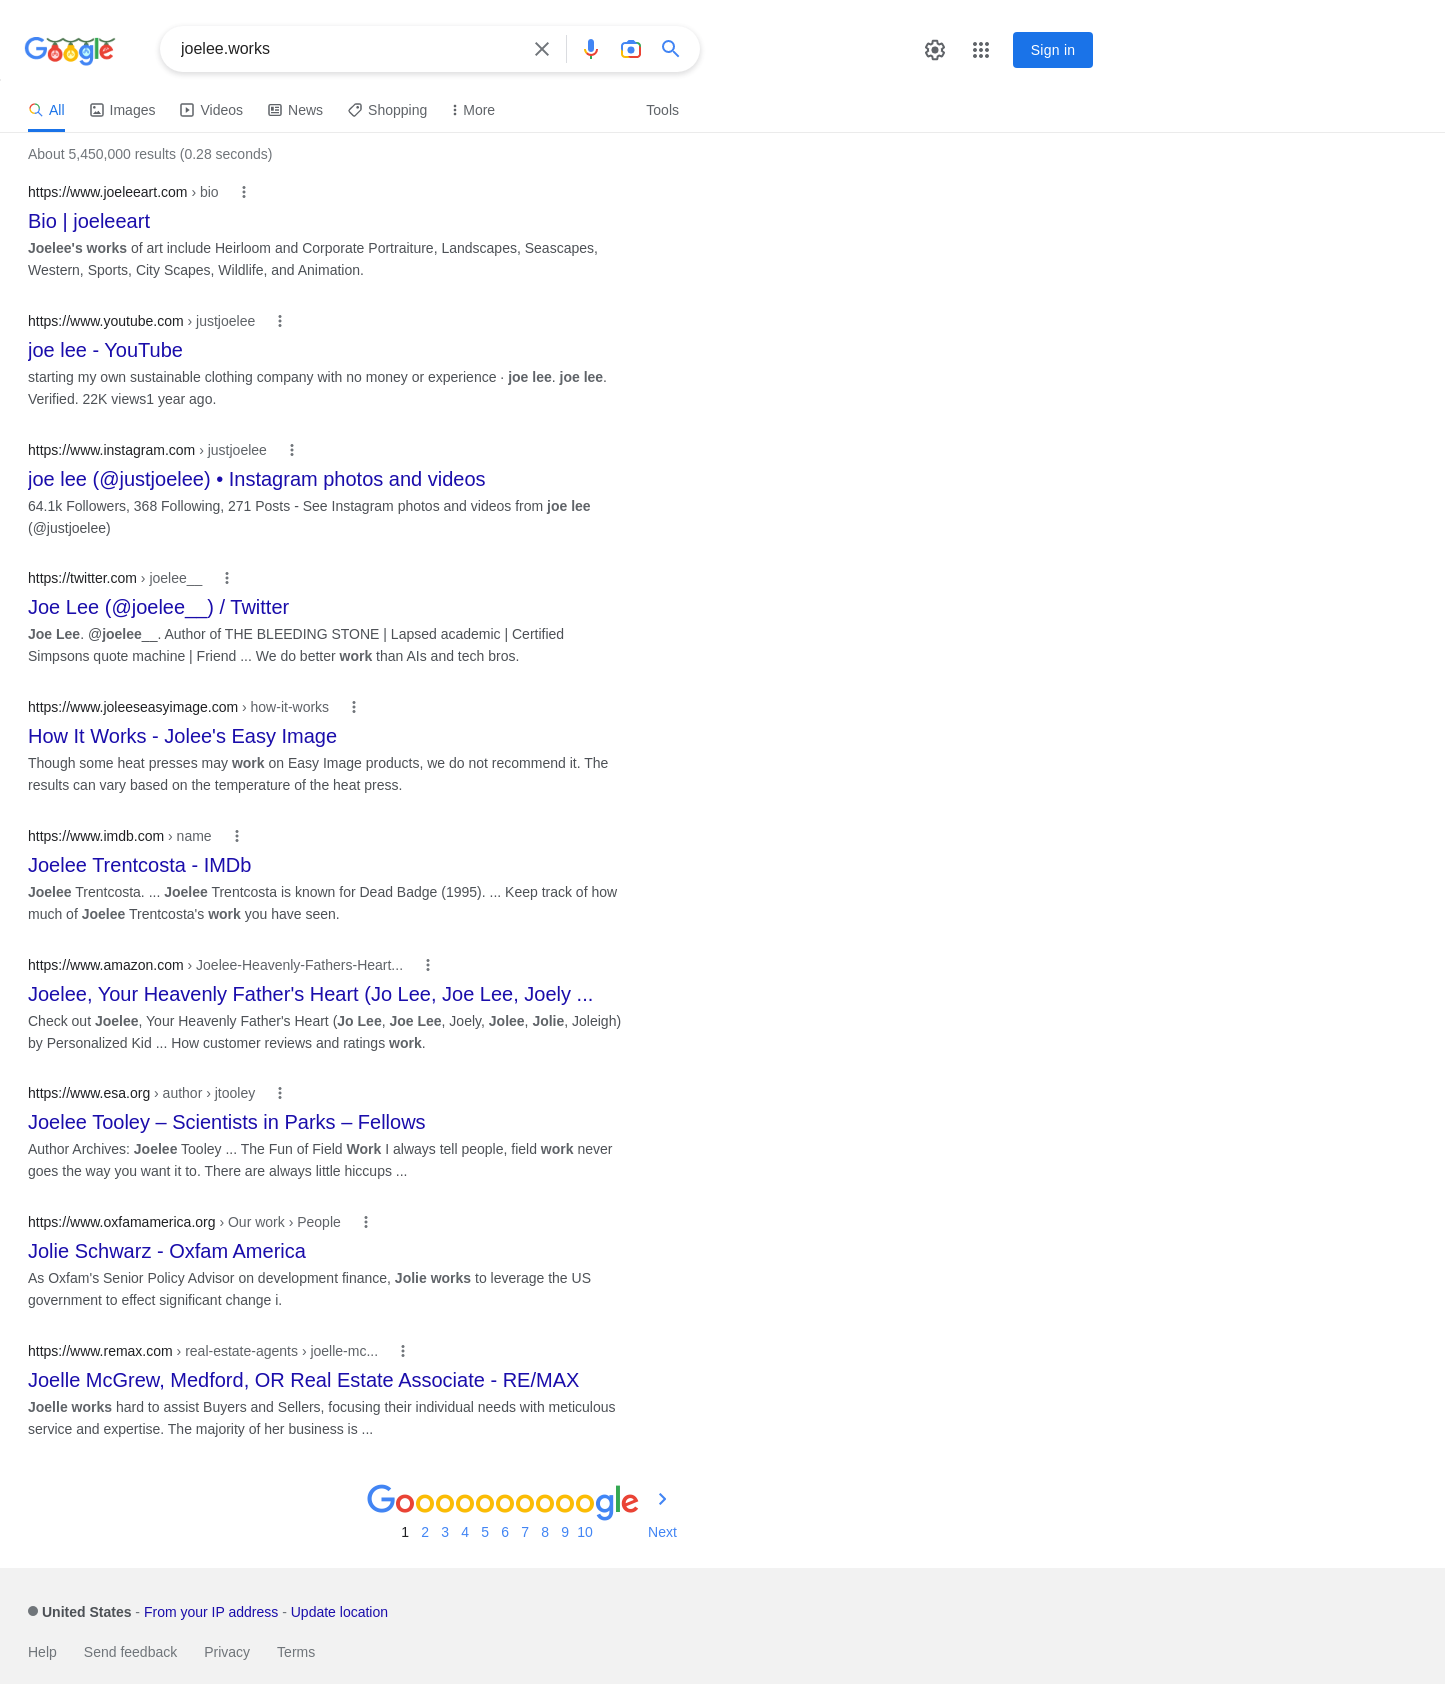 Google
joelee.works
Sign in
All
Images
Videos
News
Shopping
More
Tools
About 5,450,000 results (0.28 seconds)
https://www.joeleeart.com › bio
Bio | joeleeart
Joelee's works of art include Heirloom and Corporate Portraiture, Landscapes, Seascapes,
Western, Sports, City Scapes, Wildlife, and Animation.
https://www.youtube.com › justjoelee
joe lee - YouTube
starting my own sustainable clothing company with no money or experience · joe lee. joe lee.
Verified. 22K views1 year ago.
https://www.instagram.com › justjoelee
joe lee (@justjoelee) • Instagram photos and videos
64.1k Followers, 368 Following, 271 Posts - See Instagram photos and videos from joe lee
(@justjoelee)
https://twitter.com › joelee__
Joe Lee (@joelee__) / Twitter
Joe Lee. @joelee__. Author of THE BLEEDING STONE | Lapsed academic | Certified
Simpsons quote machine | Friend ... We do better work than AIs and tech bros.
https://www.joleeseasyimage.com › how-it-works
How It Works - Jolee's Easy Image
Though some heat presses may work on Easy Image products, we do not recommend it. The
results can vary based on the temperature of the heat press.
https://www.imdb.com › name
Joelee Trentcosta - IMDb
Joelee Trentcosta. ... Joelee Trentcosta is known for Dead Badge (1995). ... Keep track of how
much of Joelee Trentcosta's work you have seen.
https://www.amazon.com › Joelee-Heavenly-Fathers-Heart...
Joelee, Your Heavenly Father's Heart (Jo Lee, Joe Lee, Joely ...
Check out Joelee, Your Heavenly Father's Heart (Jo Lee, Joe Lee, Joely, Jolee, Jolie, Joleigh)
by Personalized Kid ... How customer reviews and ratings work.
https://www.esa.org › author › jtooley
Joelee Tooley – Scientists in Parks – Fellows
Author Archives: Joelee Tooley ... The Fun of Field Work I always tell people, field work never
goes the way you want it to. There are always little hiccups ...
https://www.oxfamamerica.org › Our work › People
Jolie Schwarz - Oxfam America
As Oxfam's Senior Policy Advisor on development finance, Jolie works to leverage the US
government to effect significant change i.
https://www.remax.com › real-estate-agents › joelle-mc...
Joelle McGrew, Medford, OR Real Estate Associate - RE/MAX
Joelle works hard to assist Buyers and Sellers, focusing their individual needs with meticulous
service and expertise. The majority of her business is ...
Goooooooooogle
1 2 3 4 5 6 7 8 9 10 Next
United States - From your IP address - Update location
Help Send feedback Privacy Terms